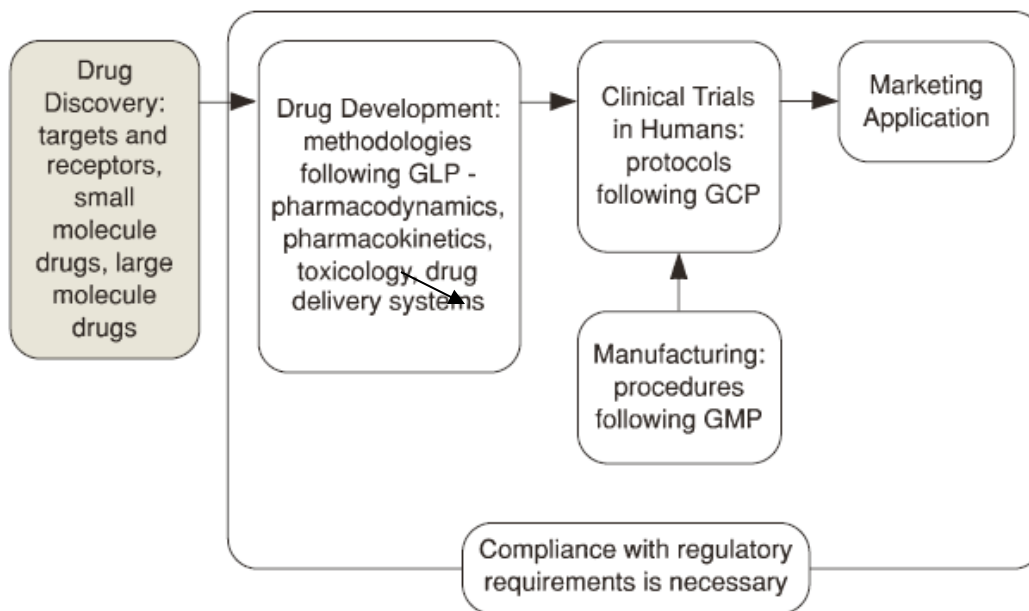 Drug
Discovery:
targets and
receptors,
small
molecule
drugs, large
molecule
drugs
Drug Development:
methodologies
following GLP -
pharmacodynamics,
pharmacokinetics,
toxicology, drug
delivery systems
Clinical Trials
in Humans:
protocols
following GCP
Marketing
Application
Manufacturing:
procedures
following GMP
Compliance with regulatory
requirements is necessary